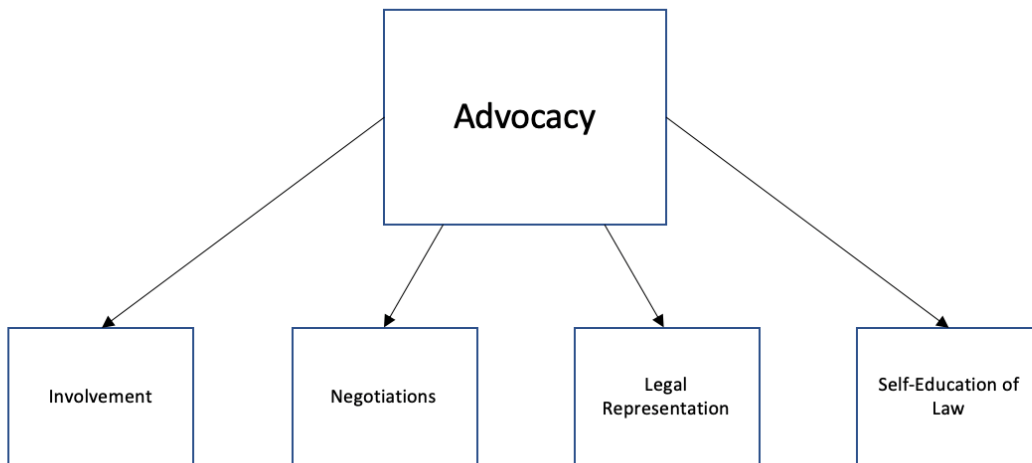 Advocacy
Involvement
Negotiations
Legal
Representation
Self-Education of
Law